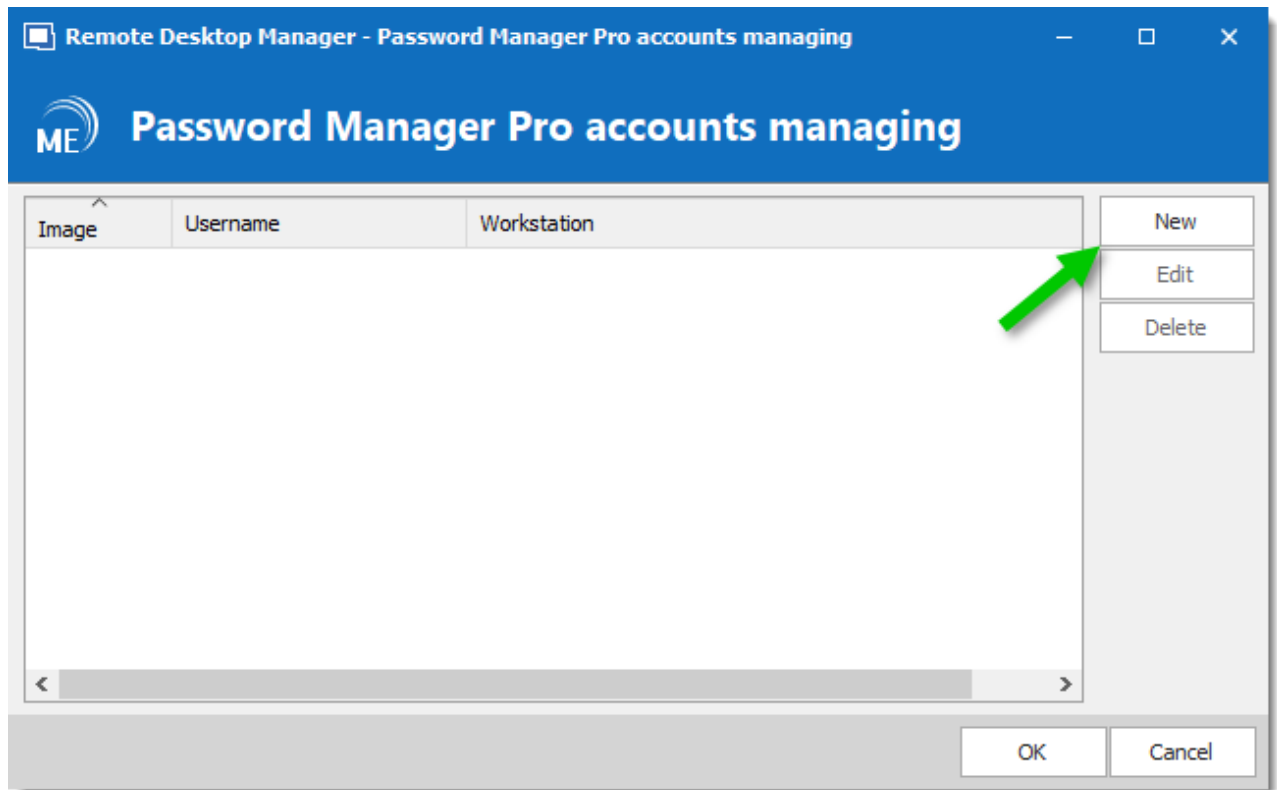 Remote Desktop Manager - Password Manager Pro accounts managing
ME Password Manager Pro accounts managing
Image Username Workstation
New
Edit
Delete
OK Cancel